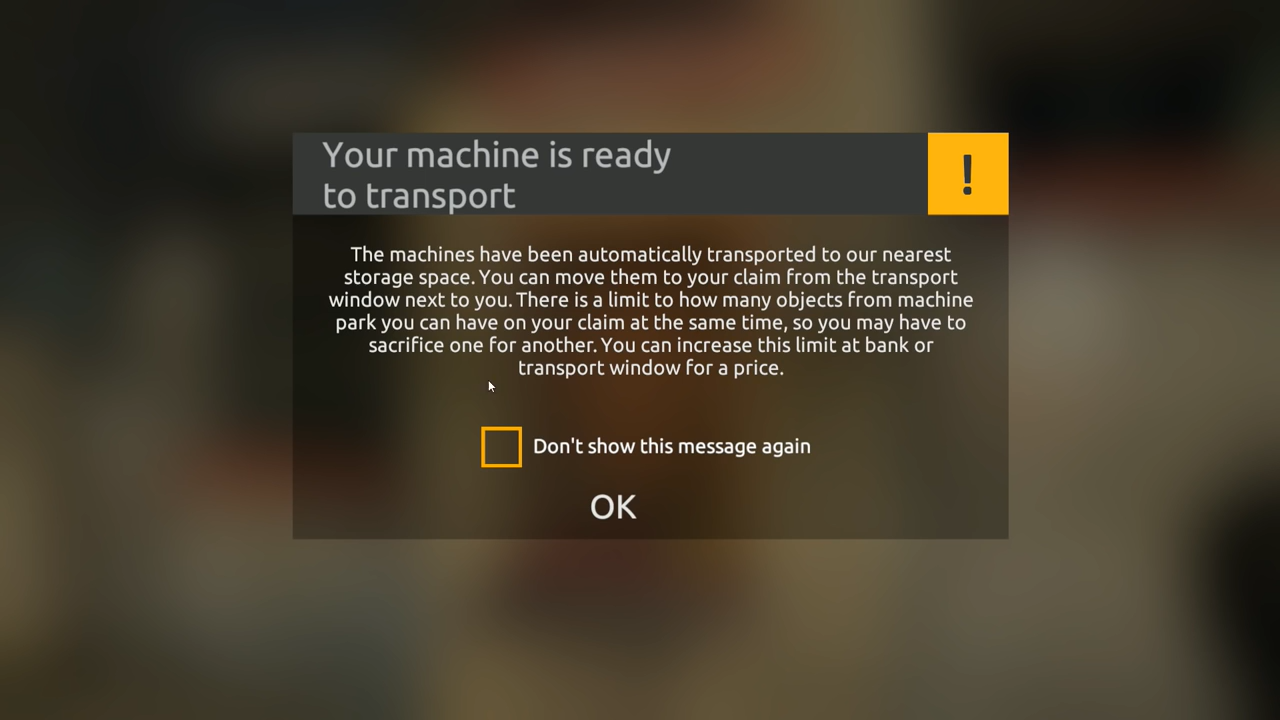 Your machine is ready
to transport
!
The machines have been automatically transported to our nearest
storage space. You can move them to your claim from the transport
window next to you. There is a limit to how many objects from machine
park you can have on your claim at the same time, so you may have to
sacrifice one for another. You can increase this limit at bank or
transport window for a price.
Don't show this message again
OK